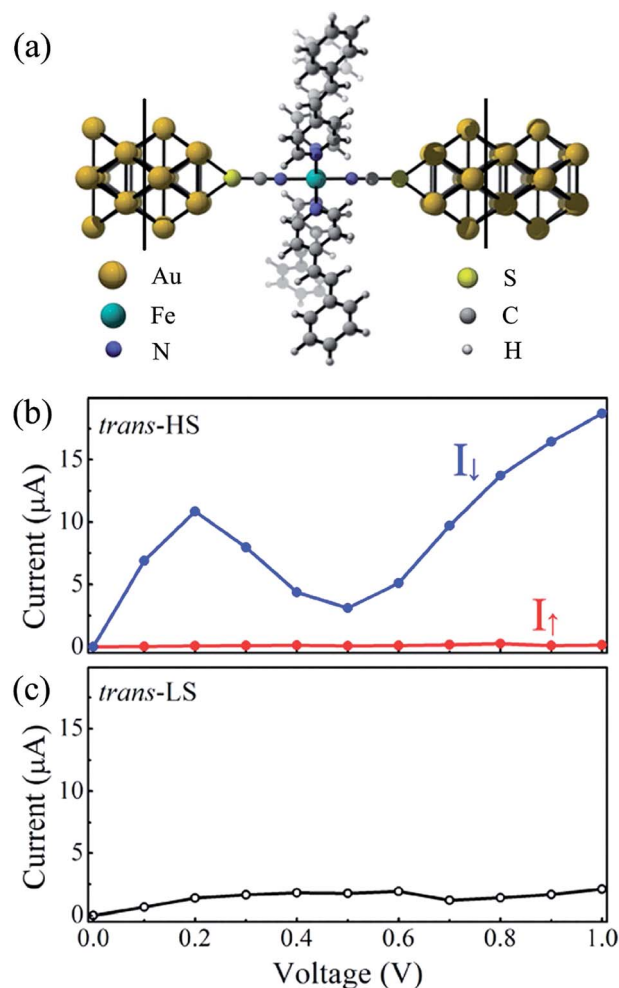 (a)
Au S
Fe C
N H
(b) trans-HS
I↓
I↑
15
10
5
0
Current (μA)
(c) trans-LS
15
10
5
0
Current (μA)
0.0 0.2 0.4 0.6 0.8 1.0
Voltage (V)